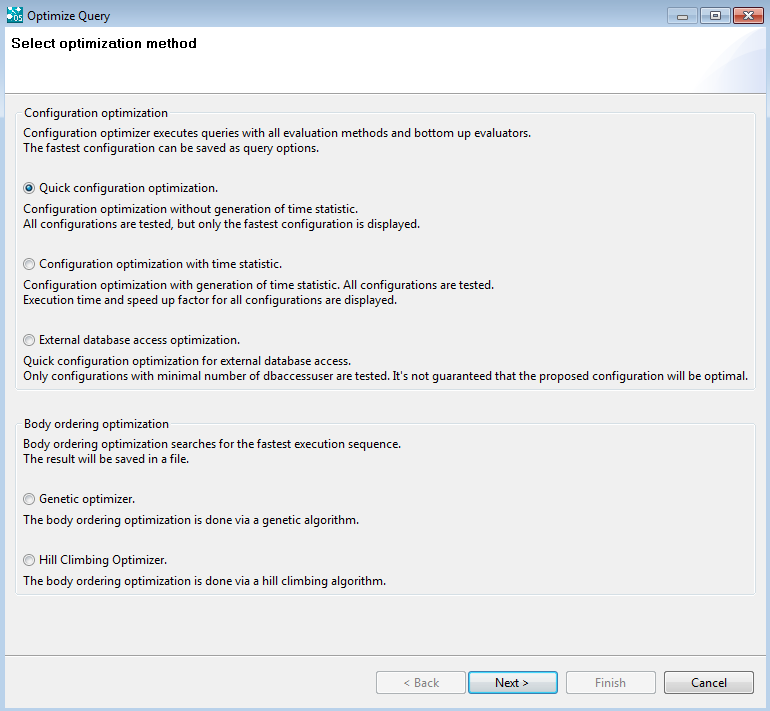 Optimize Query
Select optimization method
Configuration optimization
Configuration optimizer executes queries with all evaluation methods and bottom up evaluators.
The fastest configuration can be saved as query options.
Quick configuration optimization.
Configuration optimization without generation of time statistic.
All configurations are tested, but only the fastest configuration is displayed.
Configuration optimization with time statistic.
Configuration optimization with generation of time statistic. All configurations are tested.
Execution time and speed up factor for all configurations are displayed.
External database access optimization.
Quick configuration optimization for external database access.
Only configurations with minimal number of dbaccessuser are tested. It's not guaranteed that the proposed configuration will be optimal.
Body ordering optimization
Body ordering optimization searches for the fastest execution sequence.
The result will be saved in a file.
Genetic optimizer.
The body ordering optimization is done via a genetic algorithm.
Hill Climbing Optimizer.
The body ordering optimization is done via a hill climbing algorithm.
< Back
Next >
Finish
Cancel